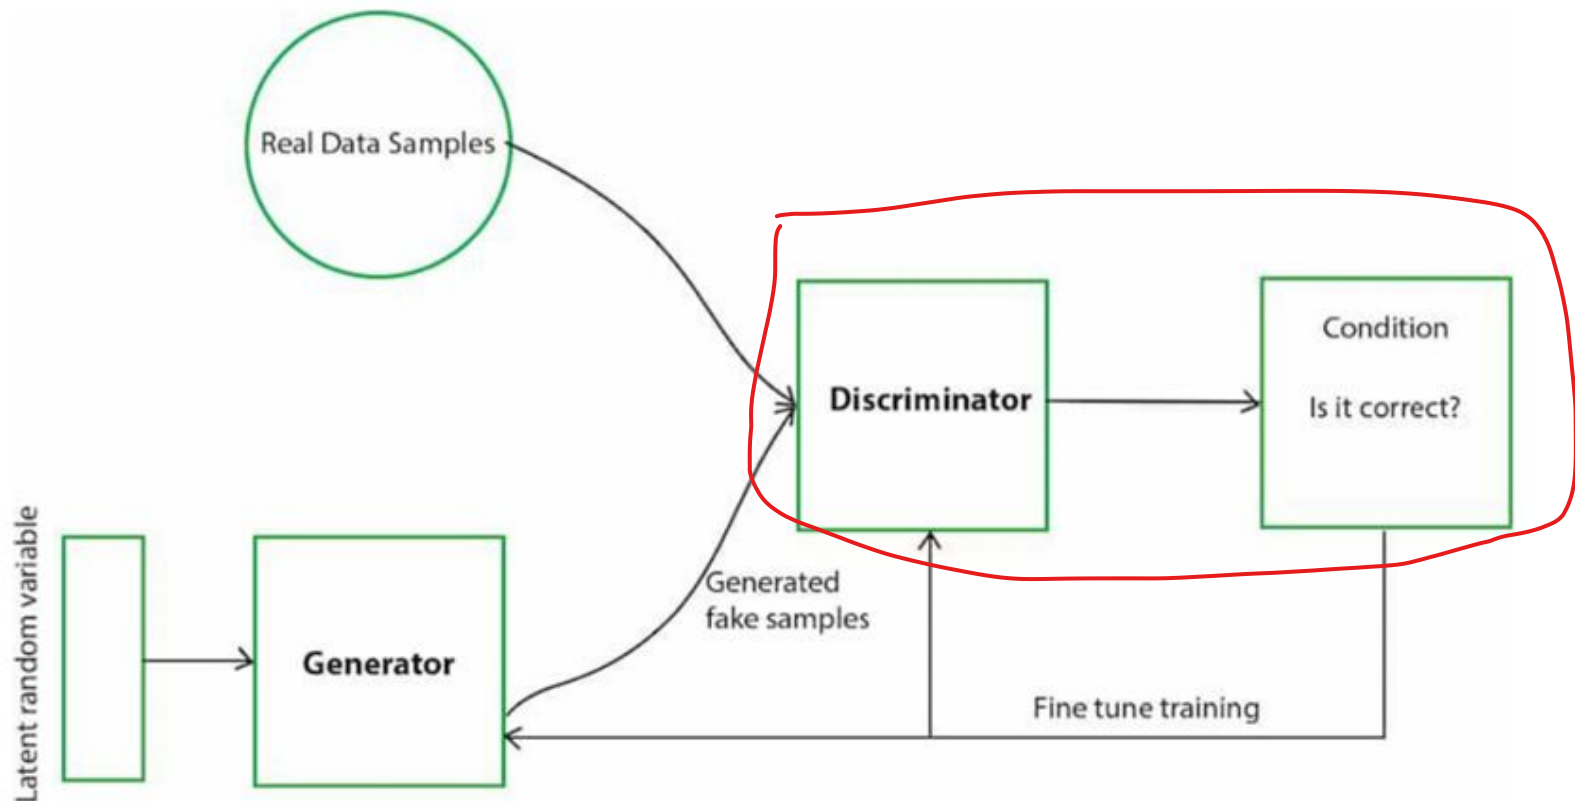 Real Data Samples
Discriminator
Condition
Is it correct?
Latent random variable
Generator
Generated
fake samples
Fine tune training